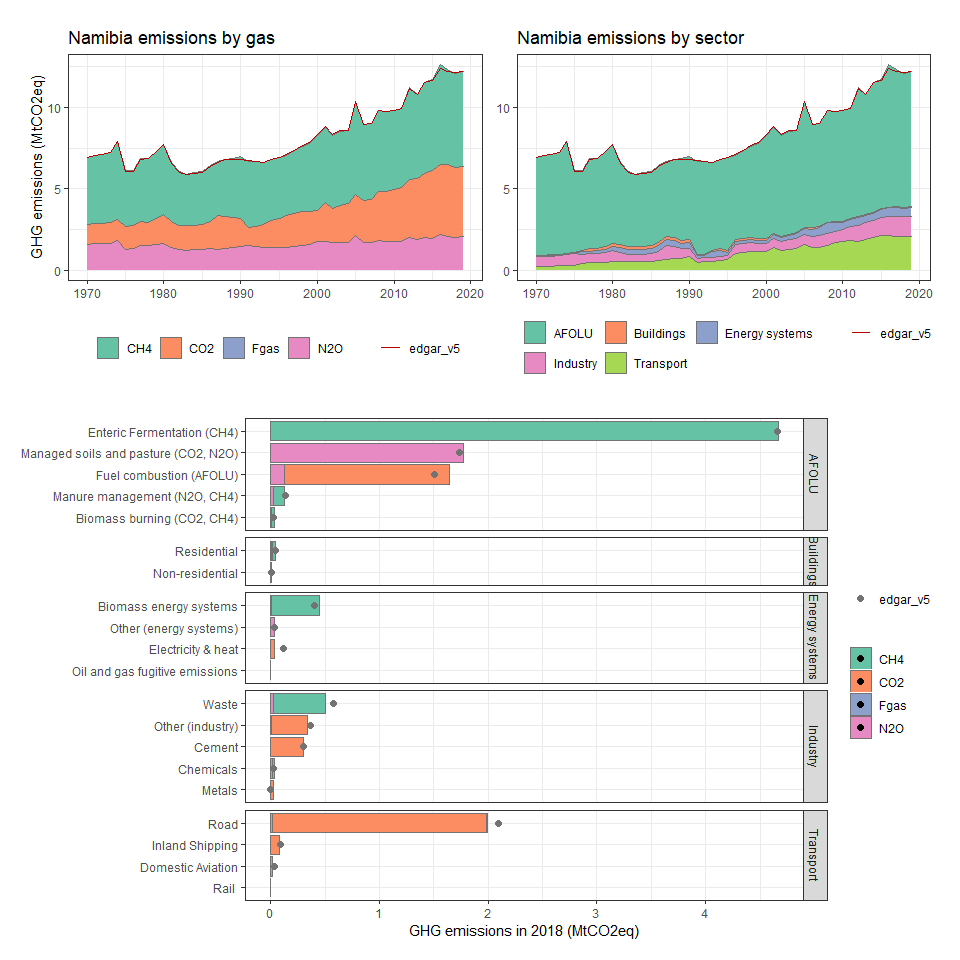 Namibia emissions by gas
Namibia emissions by sector
GHG emissions (MtCO2eq)
10
5
0
1970
1980
1990
2000
2010
2020
10
5
0
1970
1980
1990
2000
2010
2020
CH4
CO2
Fgas
N2O
edgar_v5
AFOLU
Buildings
Energy systems
edgar_v5
Industry
Transport
Enteric Fermentation (CH4)
Managed soils and pasture (CO2, N2O)
Fuel combustion (AFOLU)
Manure management (N2O, CH4)
Biomass burning (CO2, CH4)
AFOLU
Residential
Non-residential
Buildings
Biomass energy systems
Other (energy systems)
Electricity & heat
Oil and gas fugitive emissions
Energy systems
Waste
Other (industry)
Cement
Chemicals
Metals
Industry
Road
Inland Shipping
Domestic Aviation
Rail
Transport
0
1
2
3
4
GHG emissions in 2018 (MtCO2eq)
edgar_v5
CH4
CO2
Fgas
N2O